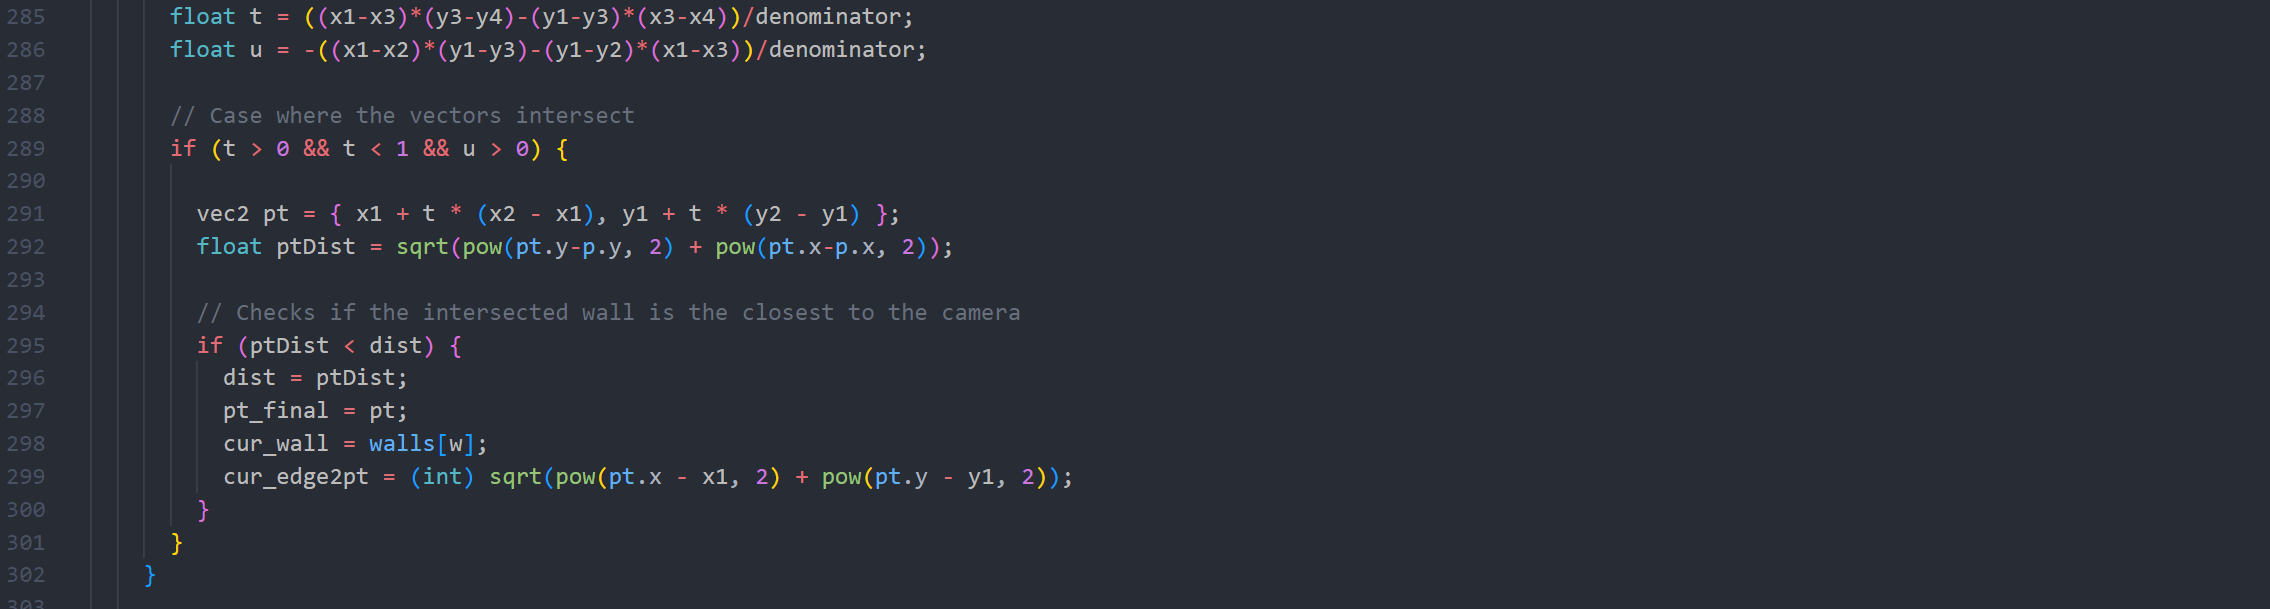 285 float t = ((x1-x3)*(y3-y4)-(y1-y3)*(x3-x4))/denominator;
286 float u = -((x1-x2)*(y1-y3)-(y1-y2)*(x1-x3))/denominator;
287
288 // Case where the vectors intersect
289 if (t > 0 && t < 1 && u > 0) {
290
291 vec2 pt = { x1 + t * (x2 - x1), y1 + t * (y2 - y1) };
292 float ptDist = sqrt(pow(pt.y-p.y, 2) + pow(pt.x-p.x, 2));
293
294 // Checks if the intersected wall is the closest to the camera
295 if (ptDist < dist) {
296 dist = ptDist;
297 pt_final = pt;
298 cur_wall = walls[w];
299 cur_edge2pt = (int) sqrt(pow(pt.x - x1, 2) + pow(pt.y - y1, 2));
300 }
301 }
302 }
303